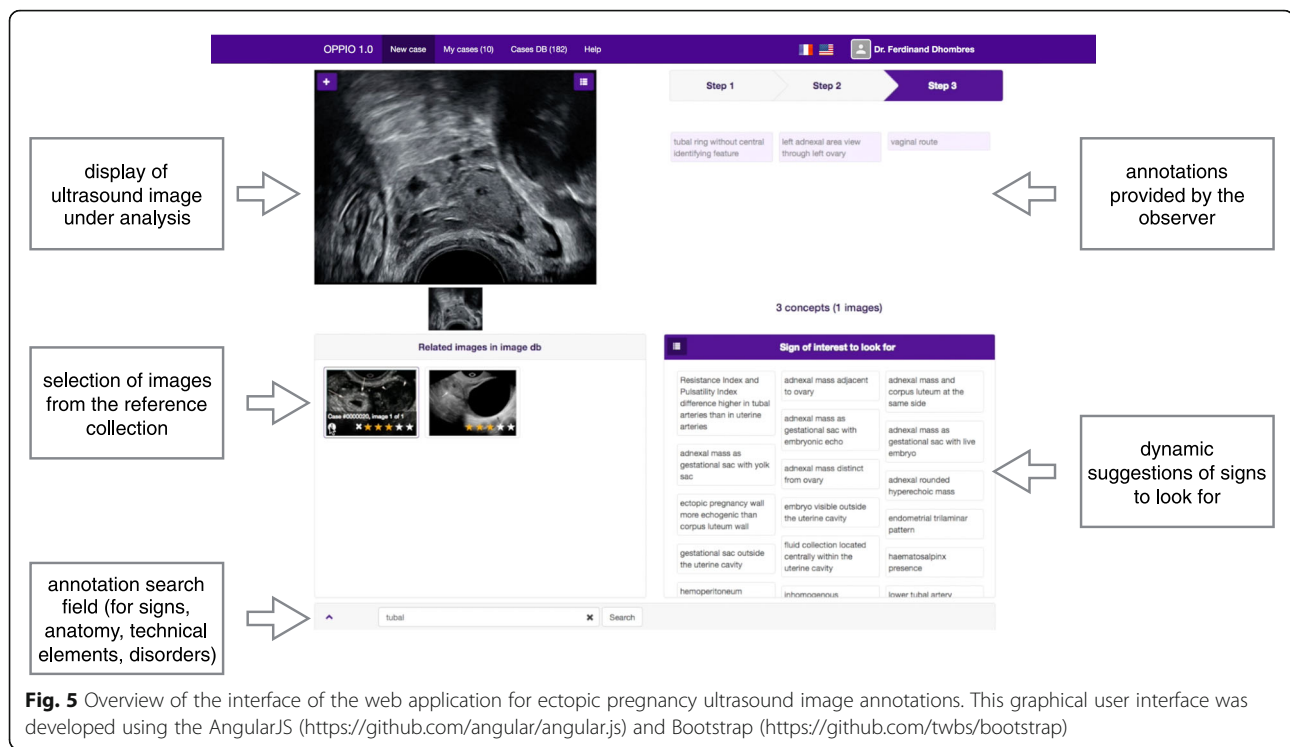 OPPIO 1.0 New case My cases (10) Cases DB (182) Help Dr. Ferdinand Dhombres
display of
ultrasound image
under analysis
Step 1 Step 2 Step 3
tubal ring without central
identifying feature
left adnexal area view
through left ovary
vaginal route
annotations
provided by the
observer
3 concepts (1 images)
selection of images
from the reference
collection
Related images in image db
Case #0000020, image 1 of 1
Sign of interest to look for
Resistance Index and
Pulsatility Index
difference higher in tubal
arteries than in uterine
arteries
adnexal mass as
gestational sac with yolk
sac
ectopic pregnancy wall
more echogenic than
corpus luteum wall
gestational sac outside
the uterine cavity
hemoperitoneum
adnexal mass adjacent
to ovary
adnexal mass as
gestational sac with
embryonic echo
adnexal mass distinct
from ovary
embryo visible outside
the uterine cavity
fluid collection located
centrally within the
uterine cavity
inhomogenous
adnexal mass and
corpus luteum at the
same side
adnexal mass as
gestational sac with live
embryo
adnexal rounded
hyperechoic mass
endometrial trilaminar
pattern
haematosalpinx
presence
lower tubal artery
dynamic
suggestions of signs
to look for
annotation search
field (for signs,
anatomy, technical
elements, disorders)
tubal Search
Fig. 5 Overview of the interface of the web application for ectopic pregnancy ultrasound image annotations. This graphical user interface was
developed using the AngularJS (https://github.com/angular/angular.js) and Bootstrap (https://github.com/twbs/bootstrap)